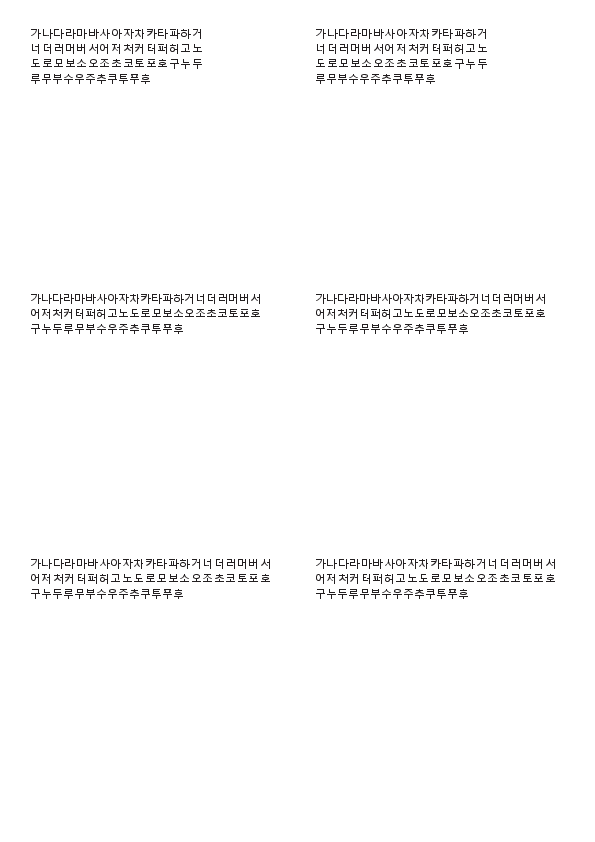 가나다라마바사아자차카타파하거
너더러머버서어저처커터퍼허고노
도로모보소오조초코토포호구누두
루무부수우주추쿠투푸후
가나다라마바사아자차카타파하거
너더러머버서어저처커터퍼허고노
도로모보소오조초코토포호구누두
루무부수우주추쿠투푸후
가나다라마바사아자차카타파하거너더러머버서
어저처커터퍼허고노도로모보소오조초코토포호
구누두루무부수우주추쿠투푸후
가나다라마바사아자차카타파하거너더러머버서
어저처커터퍼허고노도로모보소오조초코토포호
구누두루무부수우주추쿠투푸후
가나다라마바사아자차카타파하거너더러머버서
어저처커터퍼허고노도로모보소오조초코토포호
구누두루무부수우주추쿠투푸후
가나다라마바사아자차카타파하거너더러머버서
어저처커터퍼허고노도로모보소오조초코토포호
구누두루무부수우주추쿠투푸후